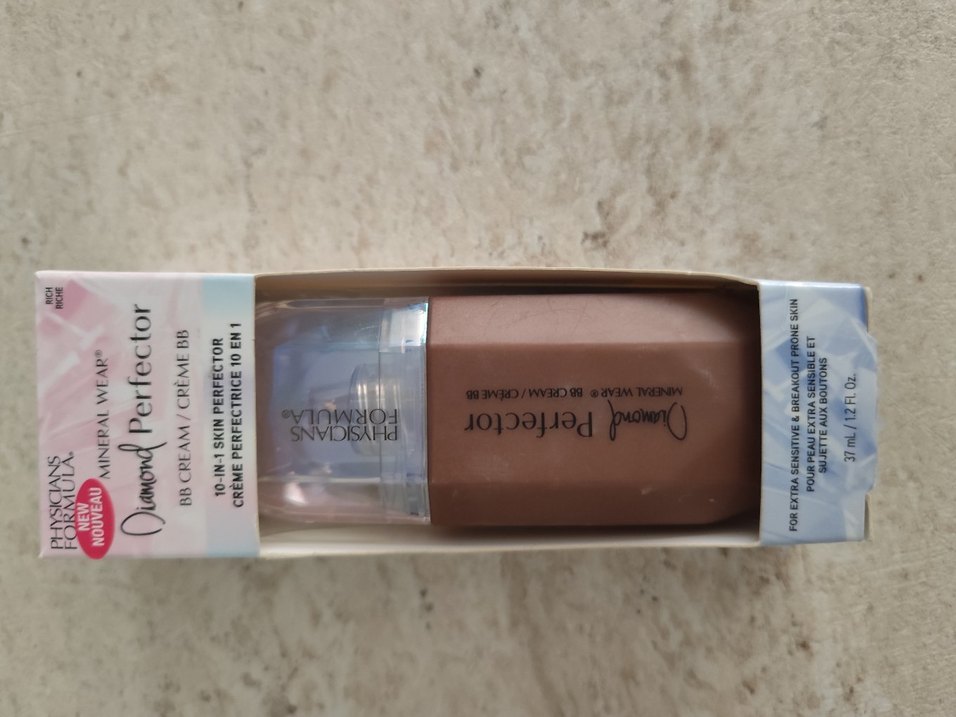 RICH
RICHE
PHYSICIANS
FORMULA®
NEW
NOUVEAU
MINERAL WEAR®
Diamond Perfector
BB CREAM / CRÈME BB
10-IN-1 SKIN PERFECTOR
CRÈME PERFECTRICE 10 EN 1
PHYSICIANS
FORMULA®
Diamond Perfector
MINERAL WEAR® BB CREAM / CRÈME BB
FOR EXTRA SENSITIVE & BREAKOUT PRONE SKIN
POUR PEAU EXTRA SENSIBLE ET
SUJETTE AUX BOUTONS
37 mL / 1.2 Fl. Oz.